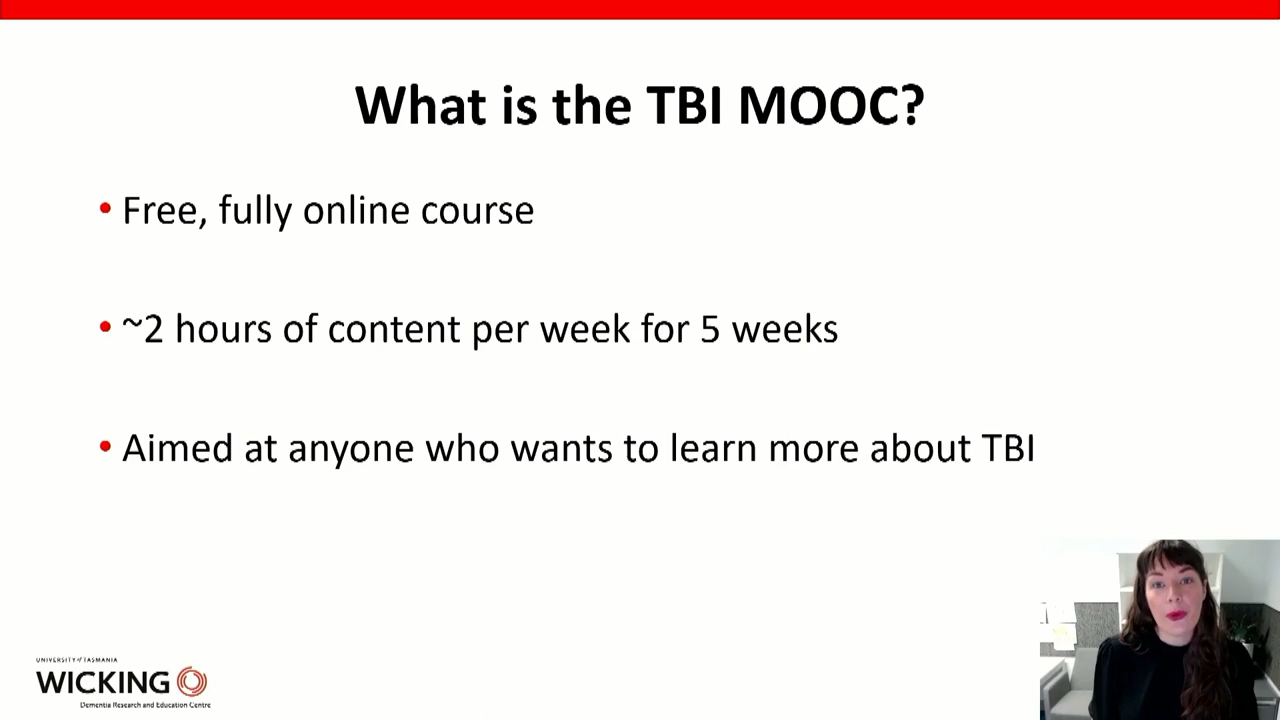 What is the TBI MOOC?
• Free, fully online course
• ~2 hours of content per week for 5 weeks
• Aimed at anyone who wants to learn more about TBI
UNIVERSITY of TASMANIA
WICKING
Dementia Research and Education Centre